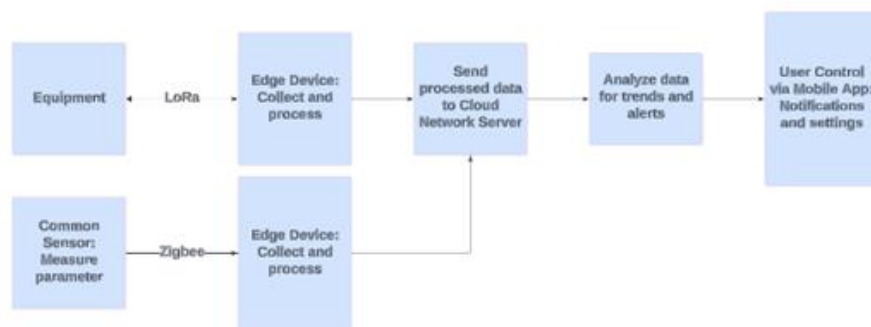 Equipment
LoRa
Edge Device:
Collect and
process
Send
processed data
to Cloud
Network Server
Analyze data
for trends and
alerts
User Control
via Mobile App:
Notifications
and settings
Common
Sensor:
Measure
parameter
Zigbee
Edge Device:
Collect and
process